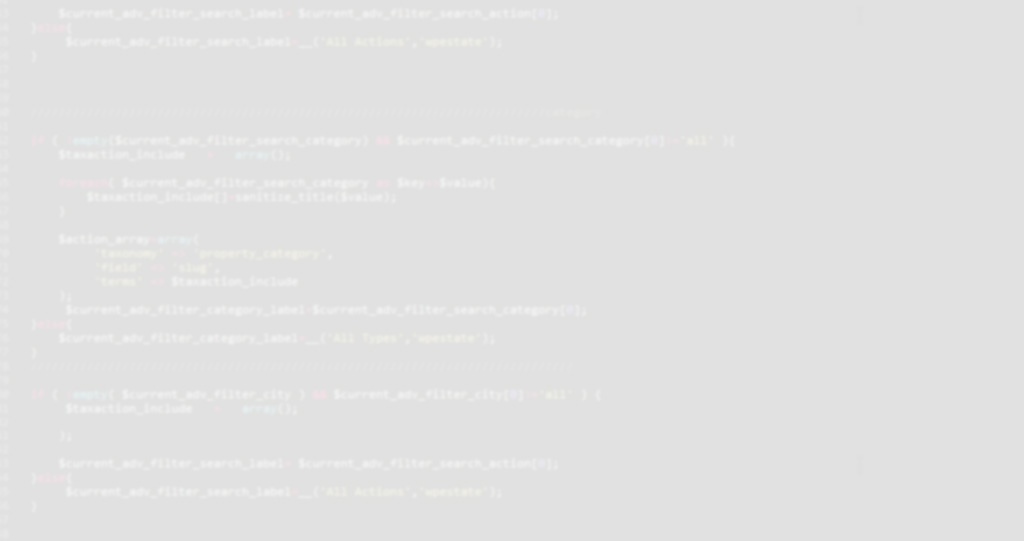 $current_adv_filter_search_label= $current_adv_filter_search_action[0];
}else{
$current_adv_filter_search_label=__('All Actions','wpestate');
}
if ( !empty($current_adv_filter_search_category) && $current_adv_filter_search_category[0]!='all' ){
$taxaction_include = array();
foreach( $current_adv_filter_search_category as $key=>$value){
$taxaction_include[]=sanitize_title($value);
}
$action_array=array(
'taxonomy' => 'property_category',
'field' => 'slug',
'terms' => $taxaction_include
);
$current_adv_filter_category_label=$current_adv_filter_search_category[0];
}else{
$current_adv_filter_category_label=__('All Types','wpestate');
}
if ( !empty( $current_adv_filter_city ) && $current_adv_filter_city[0]!='all' ) {
$taxaction_include = array();
);
$current_adv_filter_search_label= $current_adv_filter_search_action[0];
}else{
$current_adv_filter_search_label=__('All Actions','wpestate');
}